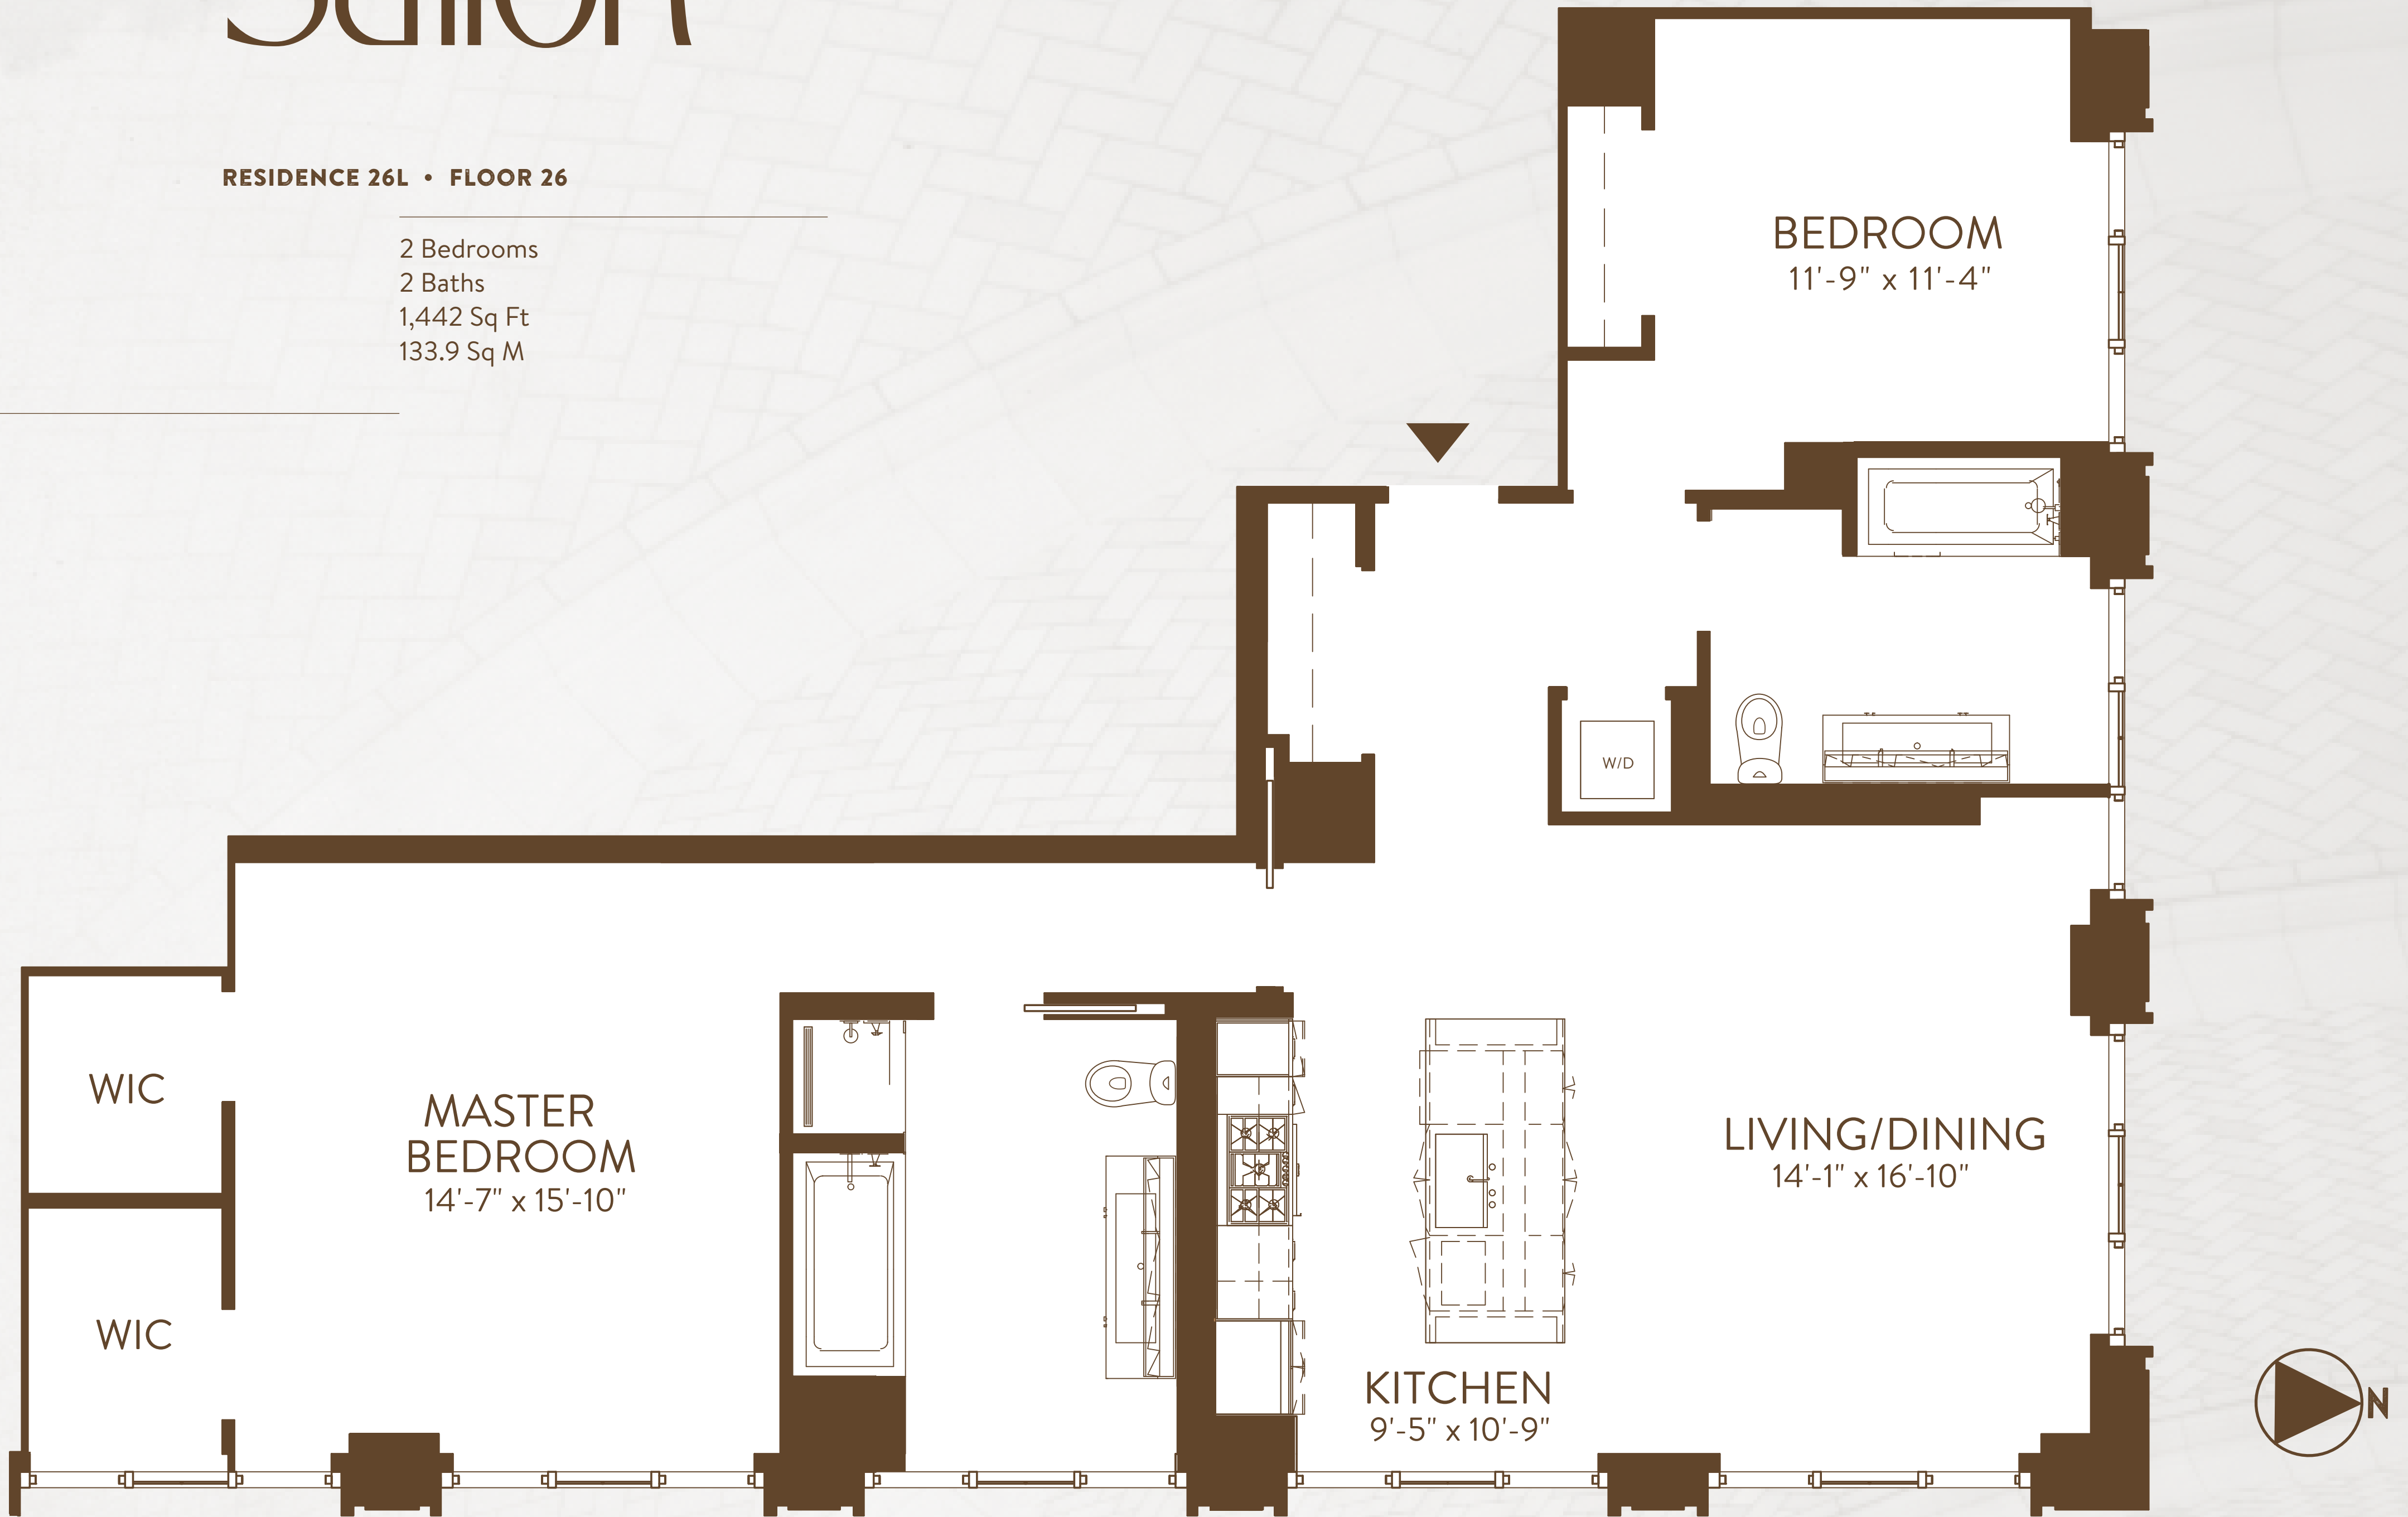 RESIDENCE 26L • FLOOR 26
2 Bedrooms
2 Baths
1,442 Sq Ft
133.9 Sq M
BEDROOM
11'-9" x 11'-4"
W/D
WIC
WIC
MASTER
BEDROOM
14'-7" x 15'-10"
LIVING/DINING
14'-1" x 16'-10"
KITCHEN
9'-5" x 10'-9"
N